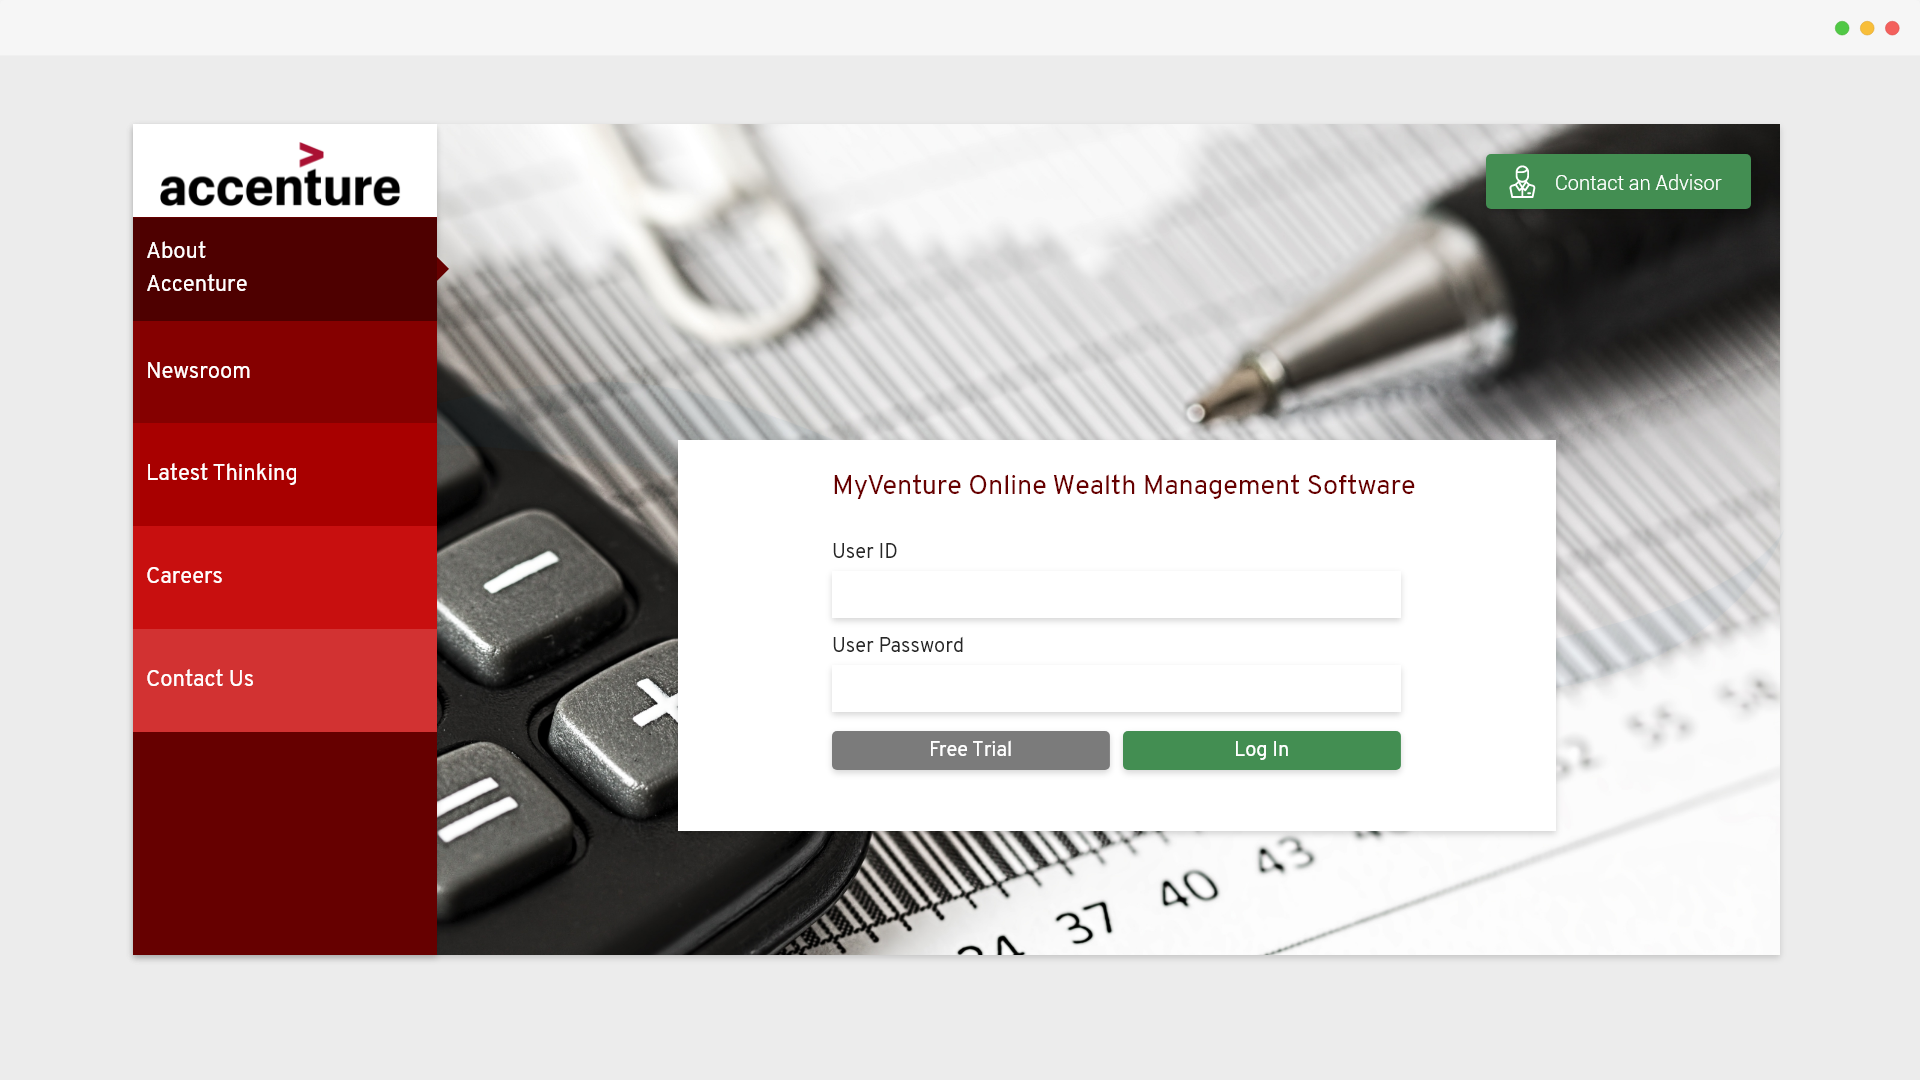 accenture
About
Accenture
Newsroom
Latest Thinking
Careers
Contact Us
Contact an Advisor
MyVenture Online Wealth Management Software
User ID
User Password
Free Trial
Log In
55
40
43
37